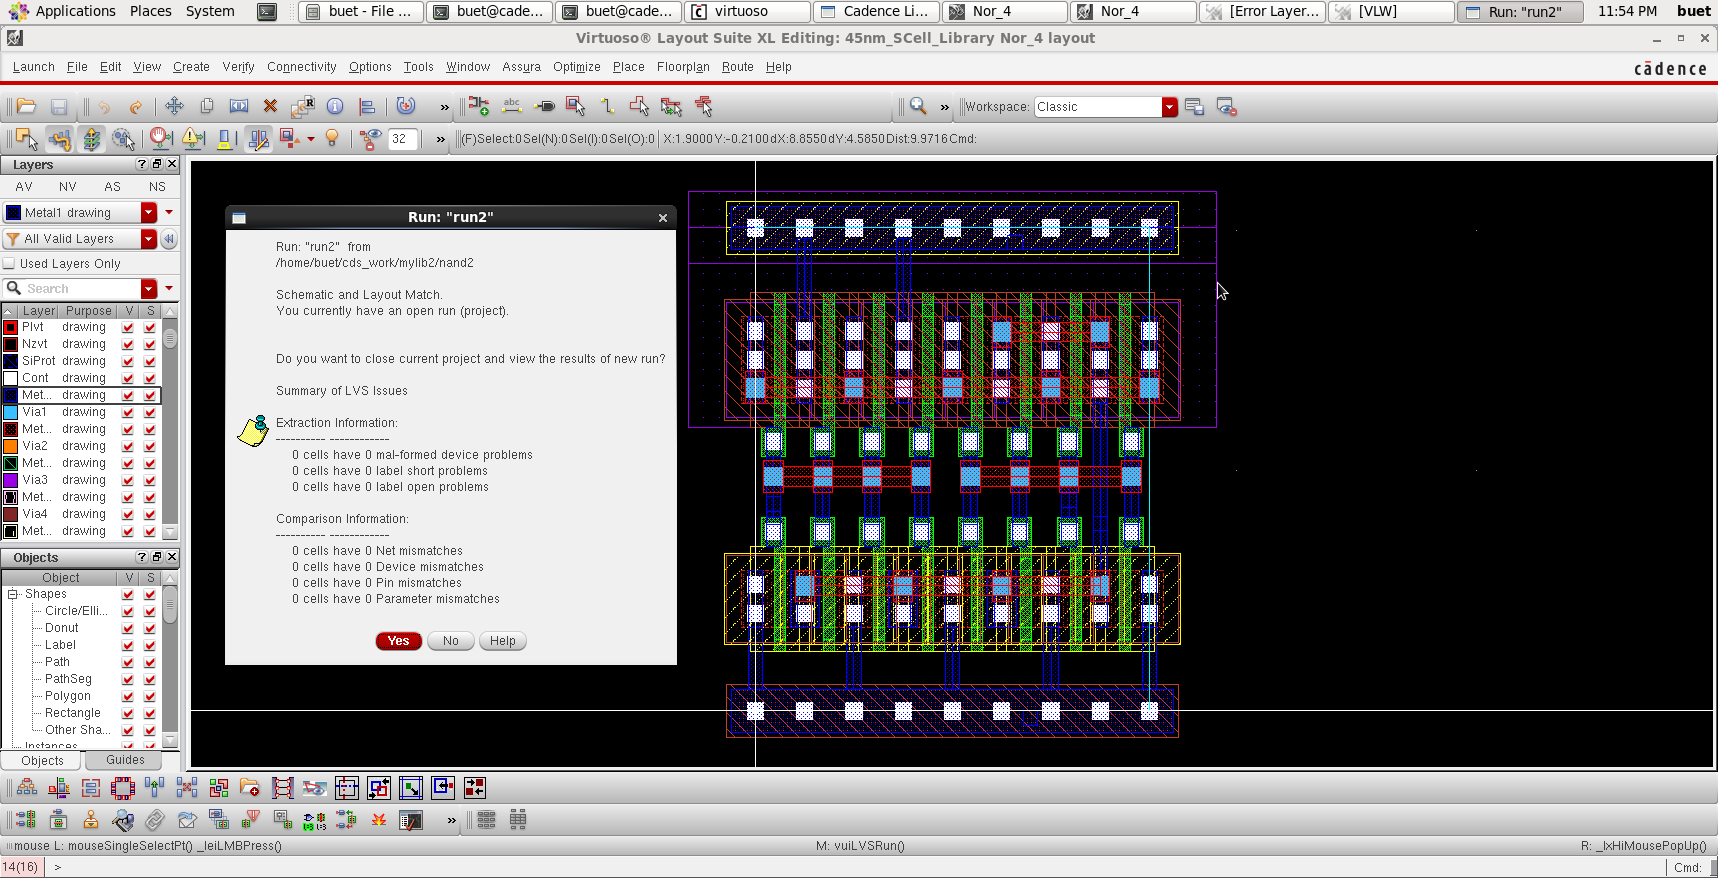 Applications Places System buet - File ... buet@cade... buet@cade... virtuoso Cadence Li... Nor_4 Nor_4 [Error Layer... [VLW] Run: "run2" 11:54 PM buet
Virtuoso® Layout Suite XL Editing: 45nm_SCell_Library Nor_4 layout
Launch File Edit View Create Verify Connectivity Options Tools Window Assura Optimize Place Floorplan Route Help
cādence
» » Workspace: Classic
32 » (F)Select:0 Sel(N):0 Sel(I):0 Sel(O):0 X:1.9000 Y:-0.2100 dX:8.8550 dY:4.5850 Dist:9.9716 Cmd:
Layers
AV NV AS NS
Metal1 drawing
All Valid Layers
Used Layers Only
Search
Layer Purpose V S
Plvt drawing
Nzvt drawing
SiProt drawing
Cont drawing
Met... drawing
Via1 drawing
Met... drawing
Via2 drawing
Met... drawing
Via3 drawing
Met... drawing
Via4 drawing
Met... drawing
Objects
Object V S
Shapes
Circle/Elli...
Donut
Label
Path
PathSeg
Polygon
Rectangle
Other Sha...
Instances
Objects Guides
Run: "run2"
Run: "run2" from
/home/buet/cds_work/mylib2/nand2
Schematic and Layout Match.
You currently have an open run (project).
Do you want to close current project and view the results of new run?
Summary of LVS Issues
Extraction Information:
---------- ------------
0 cells have 0 mal-formed device problems
0 cells have 0 label short problems
0 cells have 0 label open problems
Comparison Information:
---------- ------------
0 cells have 0 Net mismatches
0 cells have 0 Device mismatches
0 cells have 0 Pin mismatches
0 cells have 0 Parameter mismatches
Yes No Help
»
mouse L: mouseSingleSelectPt() _leiLMBPress() M: vuiLVSRun() R: _lxHiMousePopUp()
14(16) > Cmd: